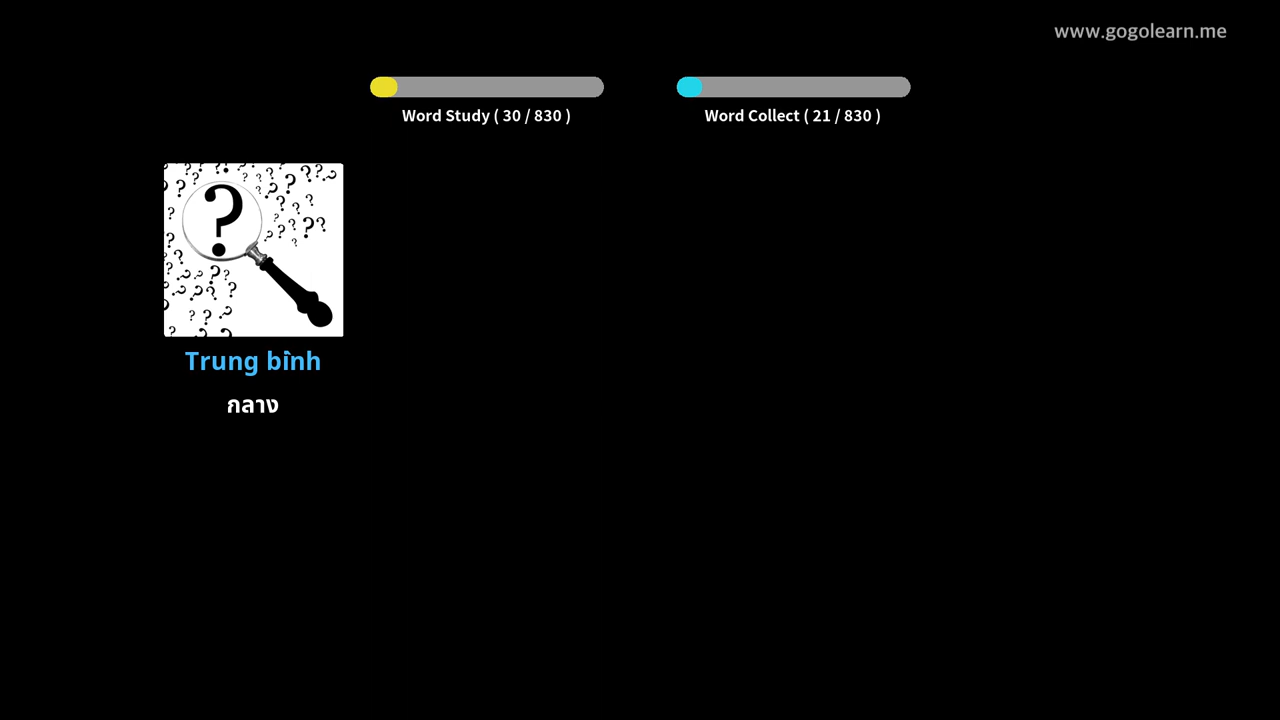 www.gogolearn.me
Word Study ( 30 / 830 )
Word Collect ( 21 / 830 )
Trung bình
กลาง